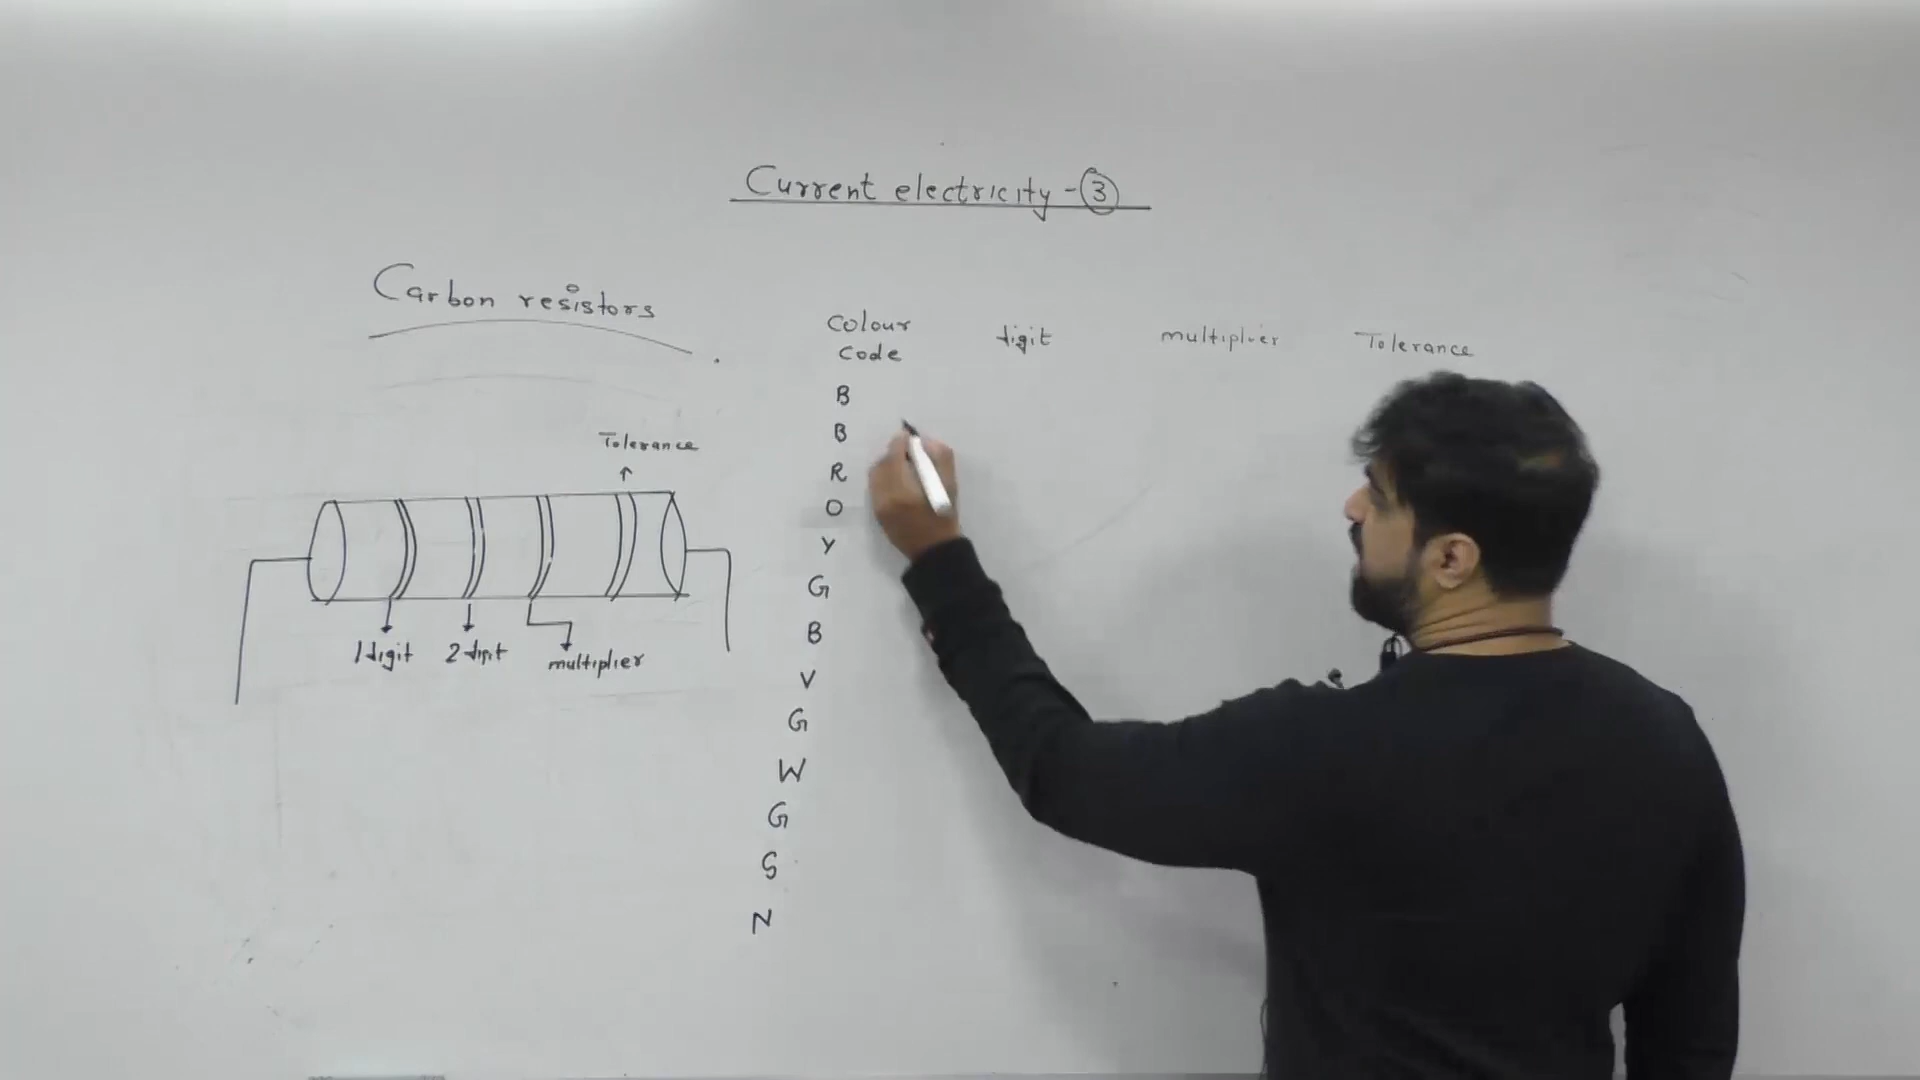 Current electricity - 3
Carbon resistors
Tolerance
1 digit 2 digit multiplier
Colour Code digit multiplier Tolerance
B
B
R
O
Y
G
B
V
G
W
G
S
N